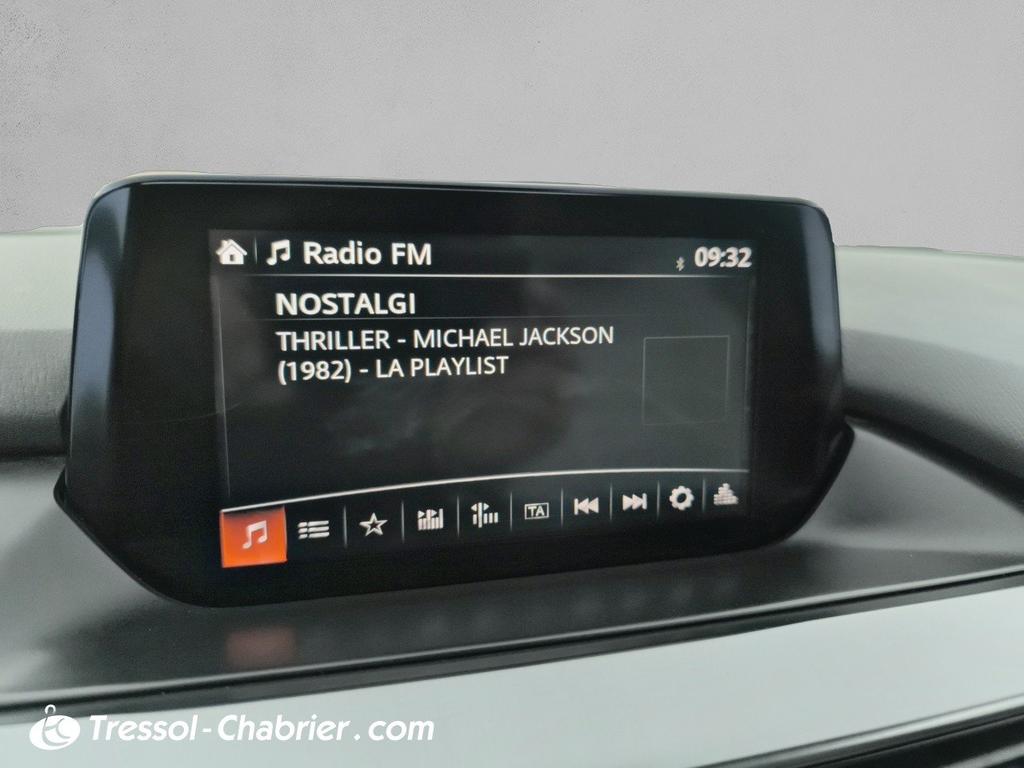 Radio FM
09:32
NOSTALGI
THRILLER - MICHAEL JACKSON
(1982) - LA PLAYLIST
TA
Tressol-Chabrier.com